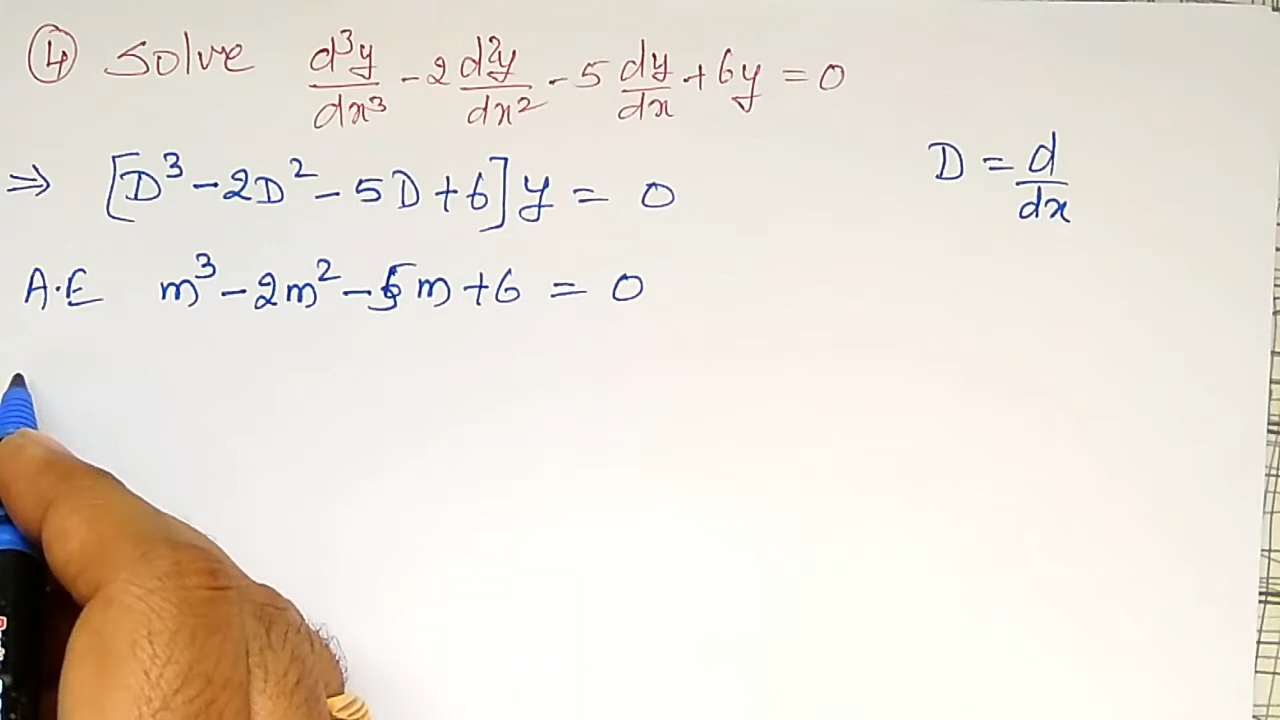 ④ Solve d³y/dx³ - 2 d²y/dx² - 5 dy/dx + 6y = 0
⇒ [D³ - 2D² - 5D + 6] y = 0
D = d/dx
A.E m³ - 2m² - 5m + 6 = 0